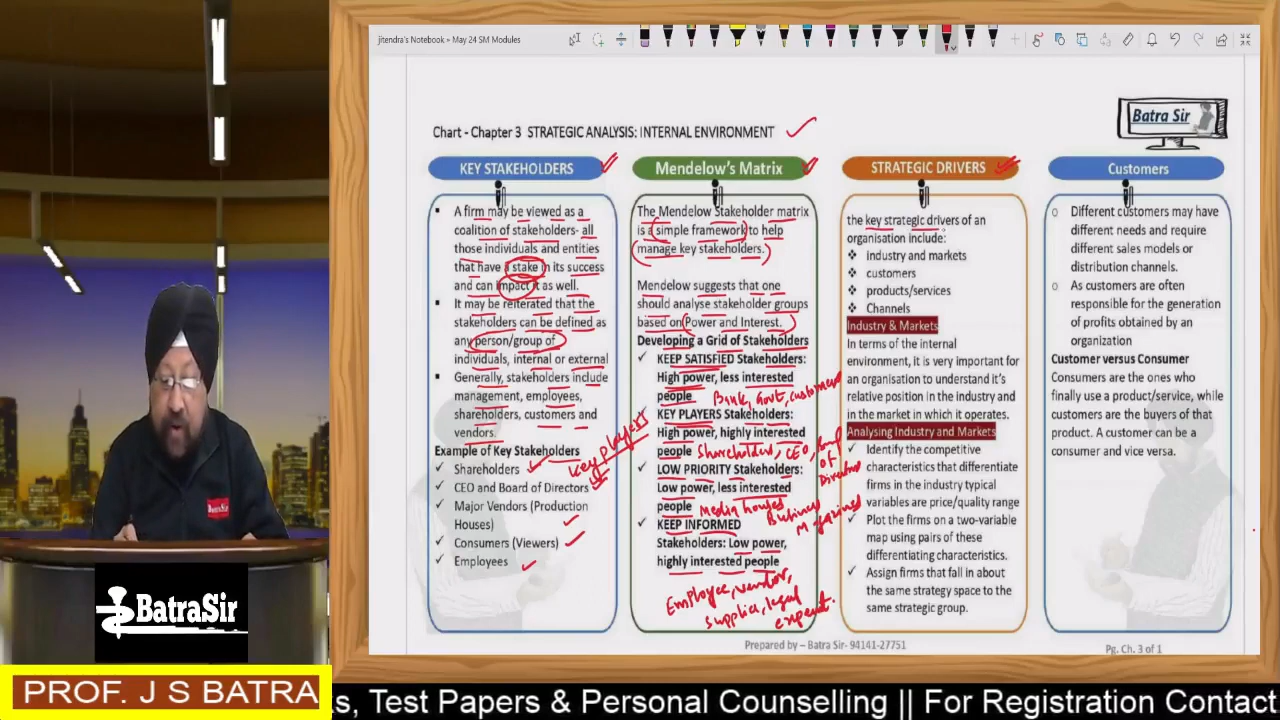 jitendra's Notebook » May 24 SM Modules
Batra Sir
Chart - Chapter 3 STRATEGIC ANALYSIS: INTERNAL ENVIRONMENT
KEY STAKEHOLDERS
A firm may be viewed as a
coalition of stakeholders- all
those individuals and entities
that have a stake in its success
and can impact it as well.
It may be reiterated that the
stakeholders can be defined as
any person/group of
individuals, internal or external
Generally, stakeholders include
management, employees,
shareholders, customers and
vendors.
Example of Key Stakeholders
Shareholders
CEO and Board of Directors
Major Vendors (Production
Houses)
Consumers (Viewers)
Employees
Key players
Mendelow's Matrix
The Mendelow Stakeholder matrix
is a simple framework to help
manage key stakeholders.
Mendelow suggests that one
should analyse stakeholder groups
based on (Power and Interest.
Developing a Grid of Stakeholders
KEEP SATISFIED Stakeholders:
High power, less interested
people
Bank, Govt, customers
KEY PLAYERS Stakeholders:
High power, highly interested
people
Shareholders, CEO,
of
Directors
LOW PRIORITY Stakeholders:
Low power, less interested
people
Media houses
Business
Magazines
KEEP INFORMED
Stakeholders: Low power,
highly interested people
Employee, vendor,
Supplier, legal
expert.
STRATEGIC DRIVERS
the key strategic drivers of an
organisation include:
industry and markets
customers
products/services
Channels
Industry & Markets
In terms of the internal
environment, it is very important for
an organisation to understand it's
relative position in the industry and
in the market in which it operates.
Analysing Industry and Markets
Identify the competitive
characteristics that differentiate
firms in the industry typical
variables are price/quality range
Plot the firms on a two-variable
map using pairs of these
differentiating characteristics.
Assign firms that fall in about
the same strategy space to the
same strategic group.
Customers
Different customers may have
different needs and require
different sales models or
distribution channels.
As customers are often
responsible for the generation
of profits obtained by an
organization
Customer versus Consumer
Consumers are the ones who
finally use a product/service, while
customers are the buyers of that
product. A customer can be a
consumer and vice versa.
Prepared by – Batra Sir- 94141-27751
Pg. Ch. 3 of 1
BatraSir
PROF. J S BATRA
s, Test Papers & Personal Counselling || For Registration Contact